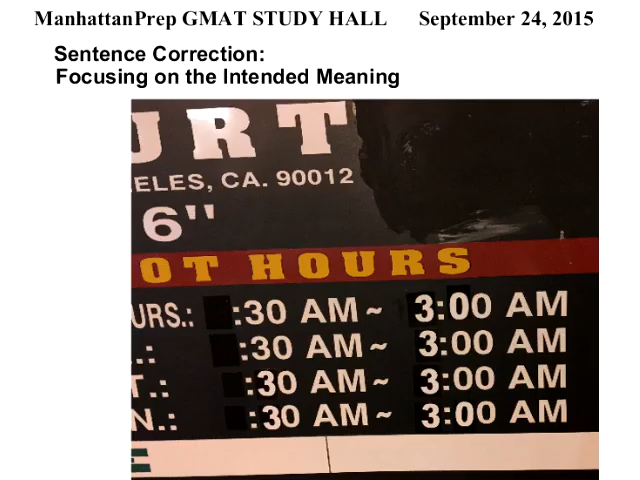 ManhattanPrep GMAT STUDY HALL September 24, 2015
Sentence Correction:
Focusing on the Intended Meaning
URT
ELES, CA. 90012
6"
OT HOURS
URS.: :30 AM~ 3:00 AM
.: :30 AM~ 3:00 AM
T.: :30 AM~ 3:00 AM
N.: :30 AM~ 3:00 AM
E